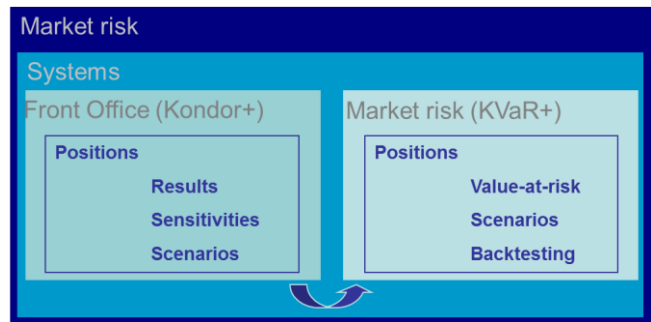 Market risk
Systems
Front Office (Kondor+)
Positions
Results
Sensitivities
Scenarios
Market risk (KVaR+)
Positions
Value-at-risk
Scenarios
Backtesting